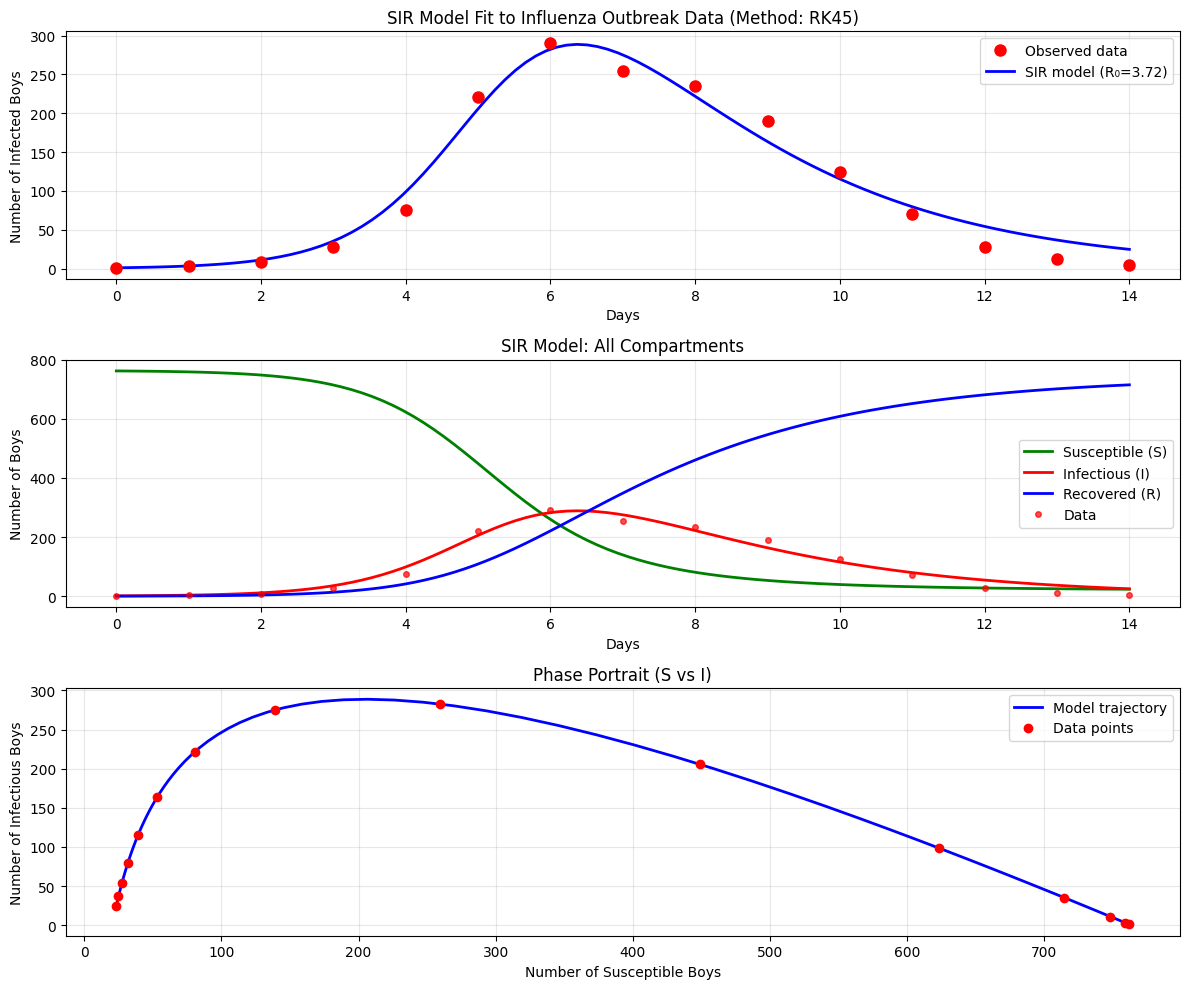 SIR Model Fit to Influenza Outbreak Data (Method: RK45)
Number of Infected Boys
300
250
200
150
100
50
0
Observed data
SIR model (R₀=3.72)
0 2 4 6 8 10 12 14
Days
SIR Model: All Compartments
Number of Boys
800
600
400
200
0
Susceptible (S)
Infectious (I)
Recovered (R)
Data
0 2 4 6 8 10 12 14
Days
Phase Portrait (S vs I)
Number of Infectious Boys
300
250
200
150
100
50
0
Model trajectory
Data points
0 100 200 300 400 500 600 700
Number of Susceptible Boys